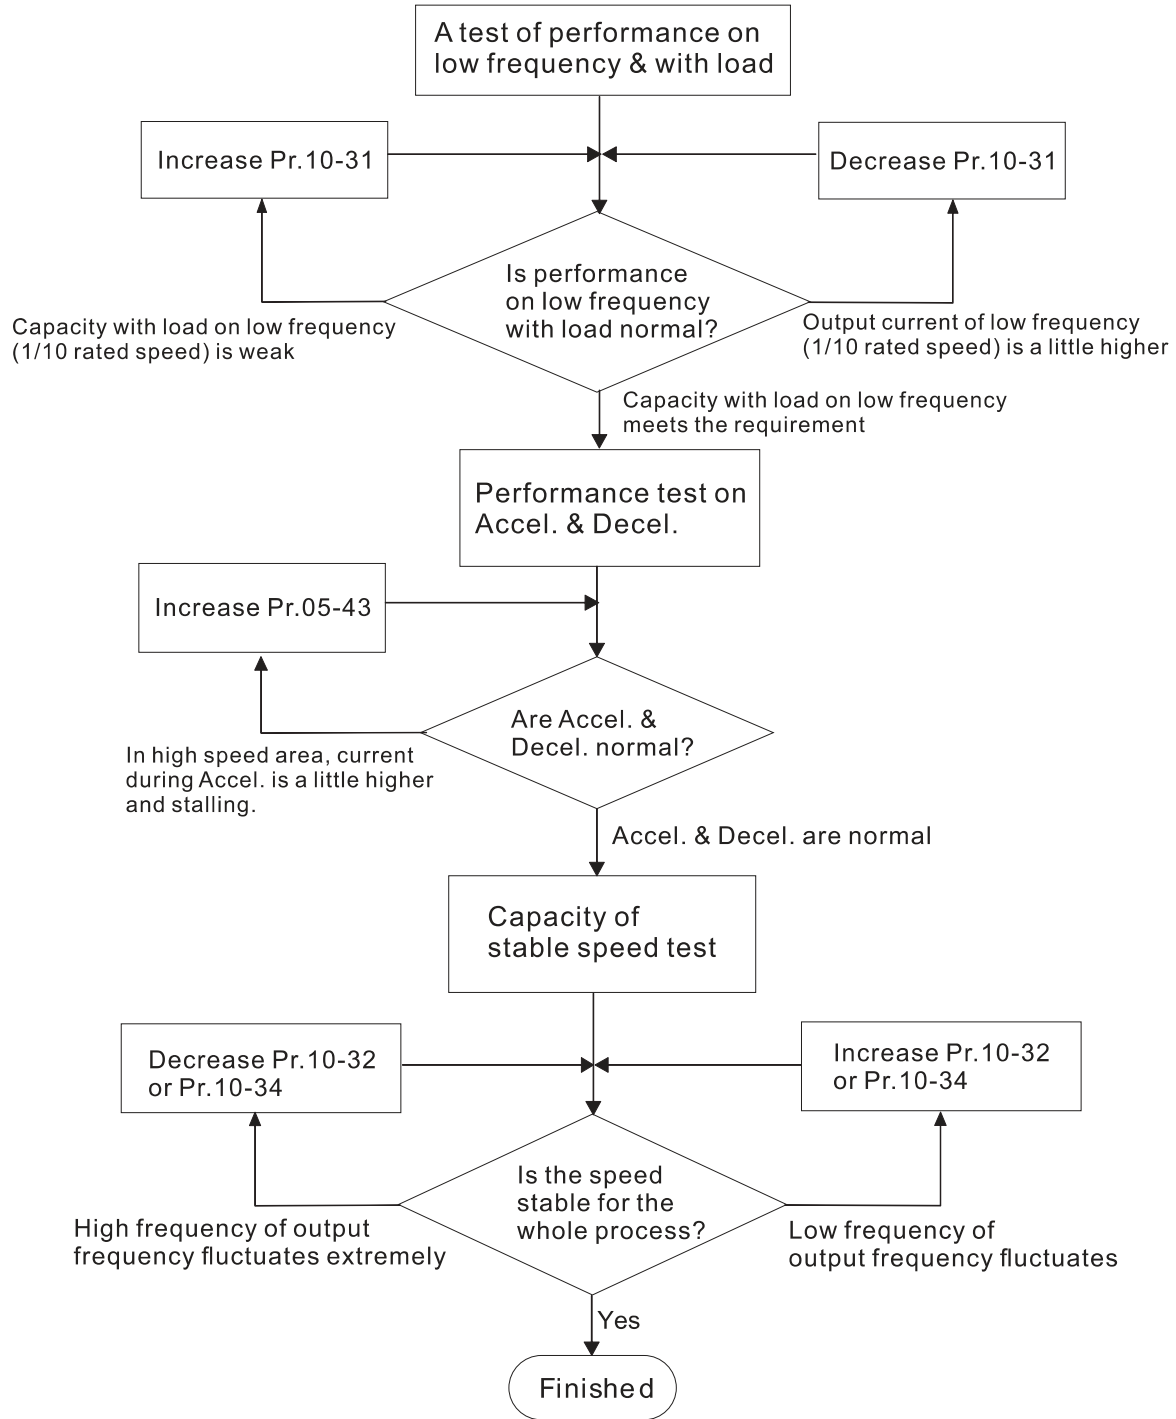 A test of performance on
low frequency & with load
Increase Pr.10-31
Decrease Pr.10-31
Is performance
on low frequency
with load normal?
Capacity with load on low frequency
(1/10 rated speed) is weak
Output current of low frequency
(1/10 rated speed) is a little higher
Capacity with load on low frequency
meets the requirement
Performance test on
Accel. & Decel.
Increase Pr.05-43
Are Accel. &
Decel. normal?
In high speed area, current
during Accel. is a little higher
and stalling.
Accel. & Decel. are normal
Capacity of
stable speed test
Decrease Pr.10-32
or Pr.10-34
Increase Pr.10-32
or Pr.10-34
Is the speed
stable for the
whole process?
High frequency of output
frequency fluctuates extremely
Low frequency of
output frequency fluctuates
Yes
Finished